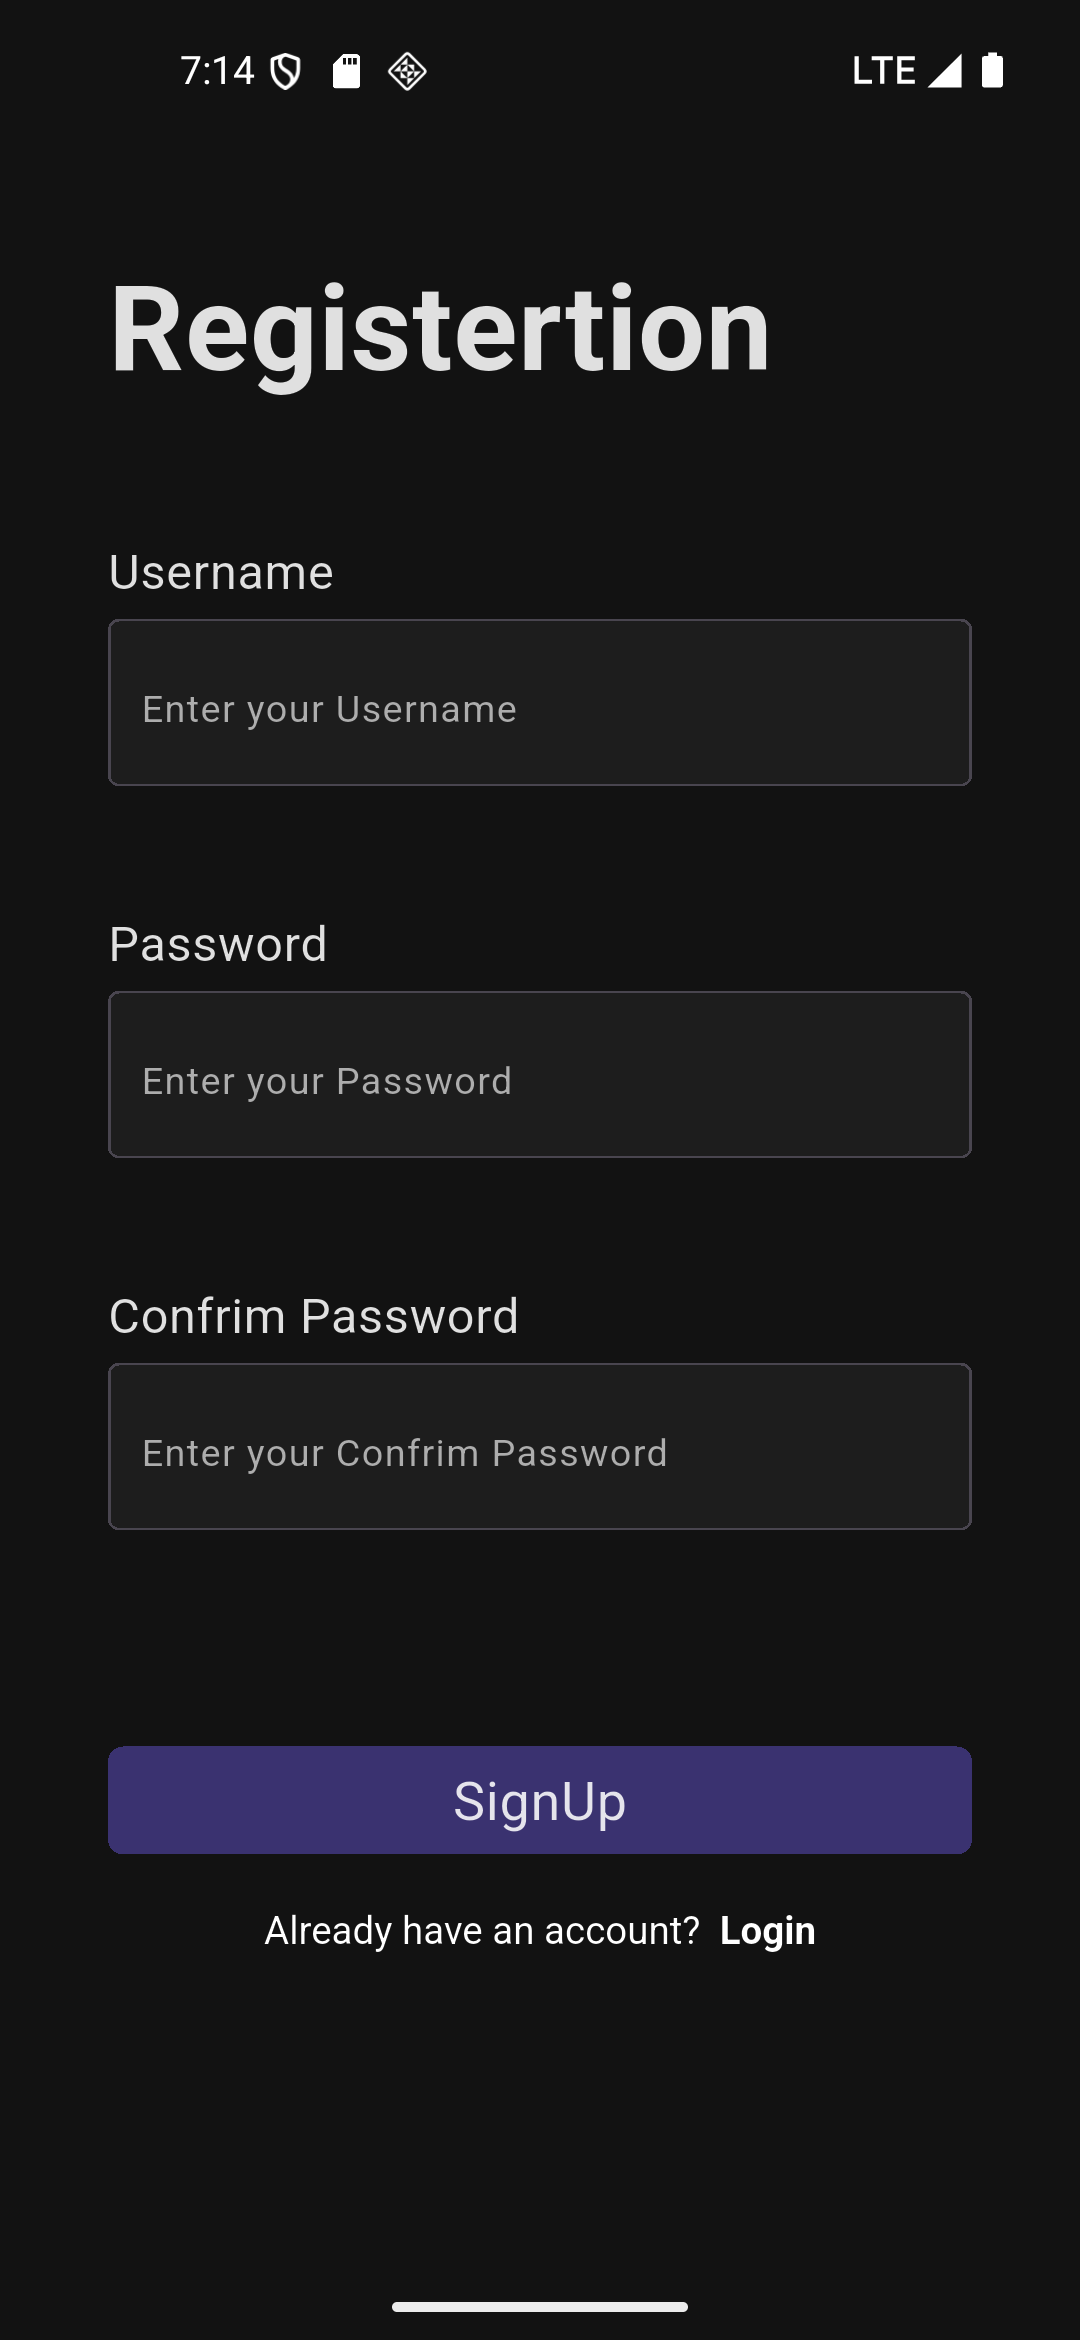 7:14 LTE
Registertion
Username
Enter your Username
Password
Enter your Password
Confrim Password
Enter your Confrim Password
SignUp
Already have an account? Login